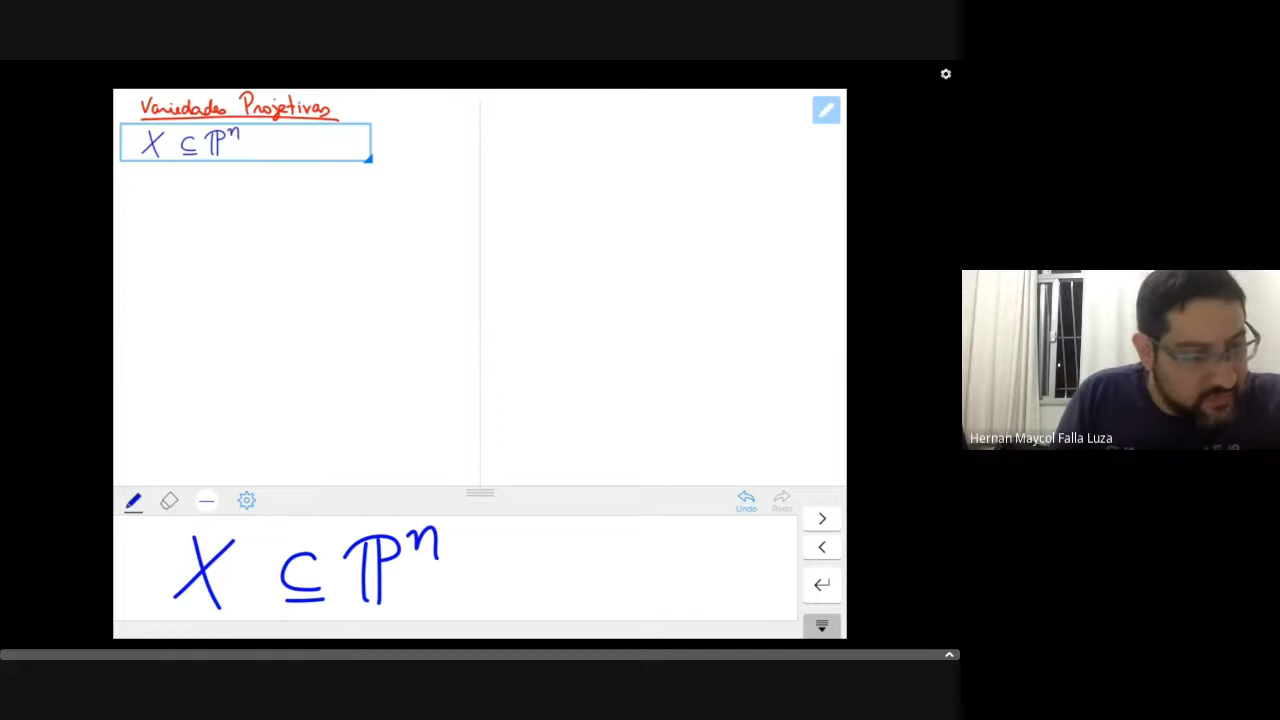 Variedades Projetivas
X ⊆ ℙⁿ
Undo
Redo
X ⊆ ℙⁿ
Hernan Maycol Falla Luza